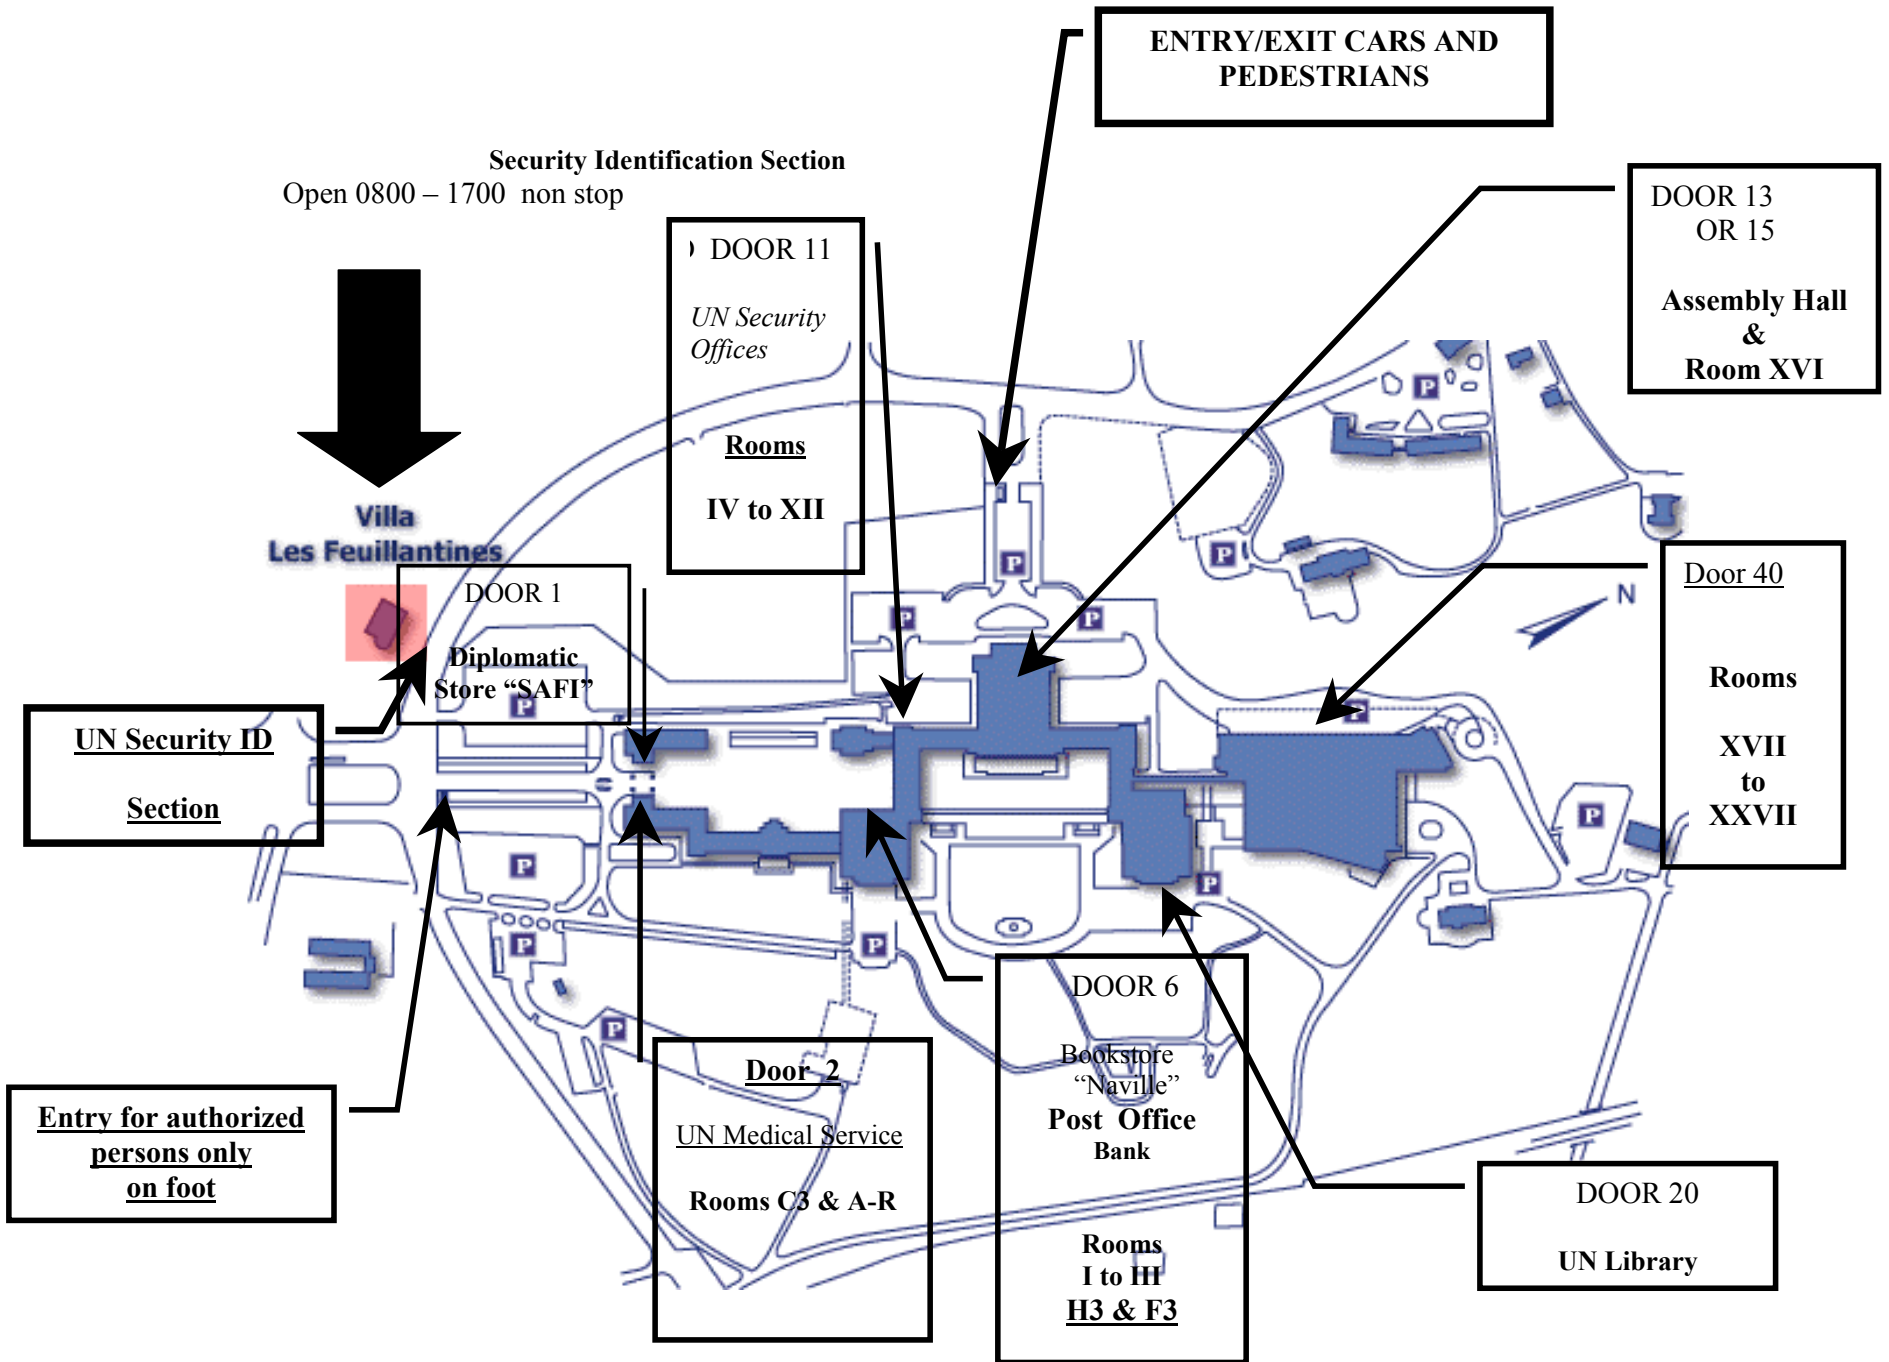 ENTRY/EXIT CARS AND
PEDESTRIANS
Security Identification Section
Open 0800 – 1700 non stop
DOOR 13
OR 15
Assembly Hall
&
Room XVI
) DOOR 11
UN Security
Offices
Rooms
IV to XII
Villa
Les Feuillantines
DOOR 1
Diplomatic
Store “SAFI”
UN Security ID
Section
Door 40
Rooms
XVII
to
XXVII
N
P
P
P
P
P
P
P
P
P
P
P
P
P
Entry for authorized
persons only
on foot
Door 2
UN Medical Service
Rooms C3 & A-R
DOOR 6
Bookstore
“Naville”
Post Office
Bank
Rooms
I to III
H3 & F3
DOOR 20
UN Library